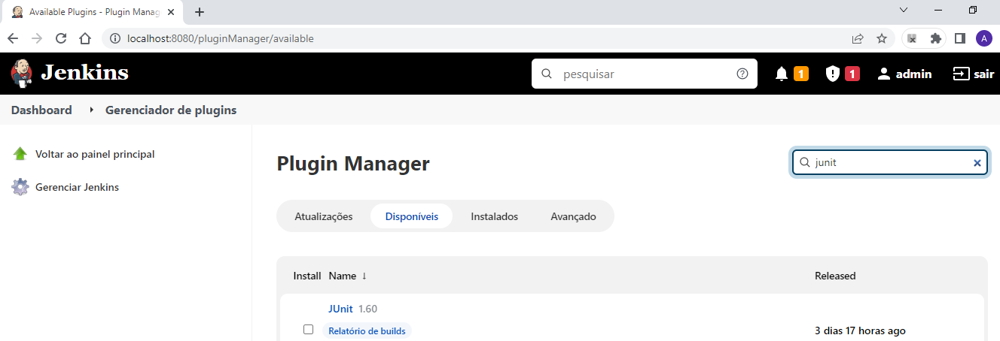 Available Plugins - Plugin Manag
localhost:8080/pluginManager/available
A
Jenkins
pesquisar
1
1
admin
sair
Dashboard
Gerenciador de plugins
Voltar ao painel principal
Gerenciar Jenkins
Plugin Manager
junit
Atualizações
Disponíveis
Instalados
Avançado
Install Name ↓ Released
JUnit 1.60
Relatório de builds
3 dias 17 horas ago